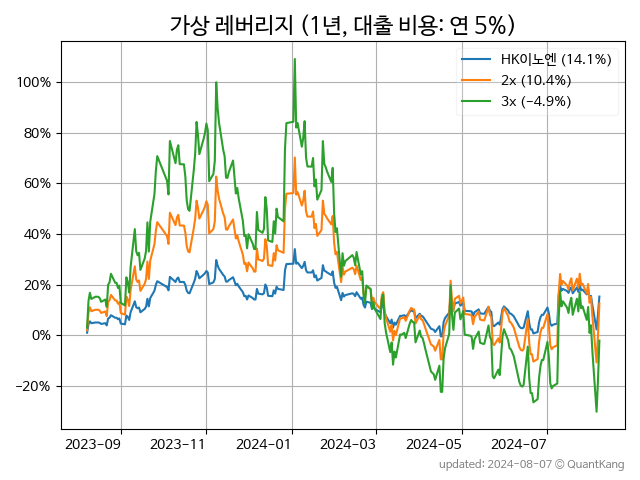 가상 레버리지 (1년, 대출 비용: 연 5%)
HK이노엔 (14.1%)
2x (10.4%)
3x (−4.9%)
100%
80%
60%
40%
20%
0%
−20%
2023-09 2023-11 2024-01 2024-03 2024-05 2024-07
updated: 2024-08-07 © QuantKang